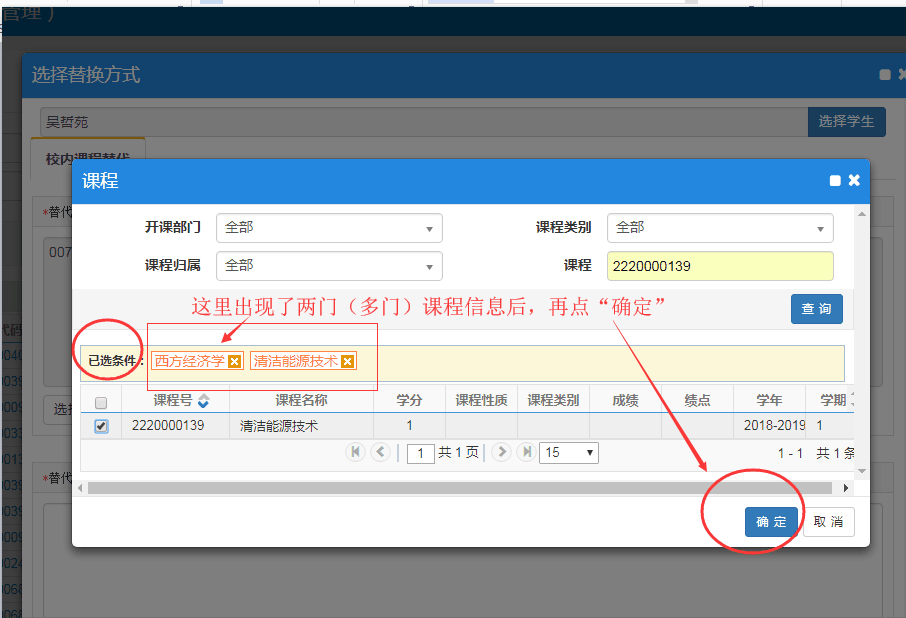 管理）
选择替换方式
吴哲苑
选择学生
校内课程替代
*替代
007
课程
开课部门
全部
课程类别
全部
课程归属
全部
课程
2220000139
这里出现了两门（多门）课程信息后，再点“确定”
查 询
已选条件：
西方经济学
清洁能源技术
课程号
课程名称
学分
课程性质
课程类别
成绩
绩点
学年
学期
2220000139
清洁能源技术
1
2018-2019
1
1
共 1 页
15
1 - 1 共 1 条
*替代
确 定
取 消